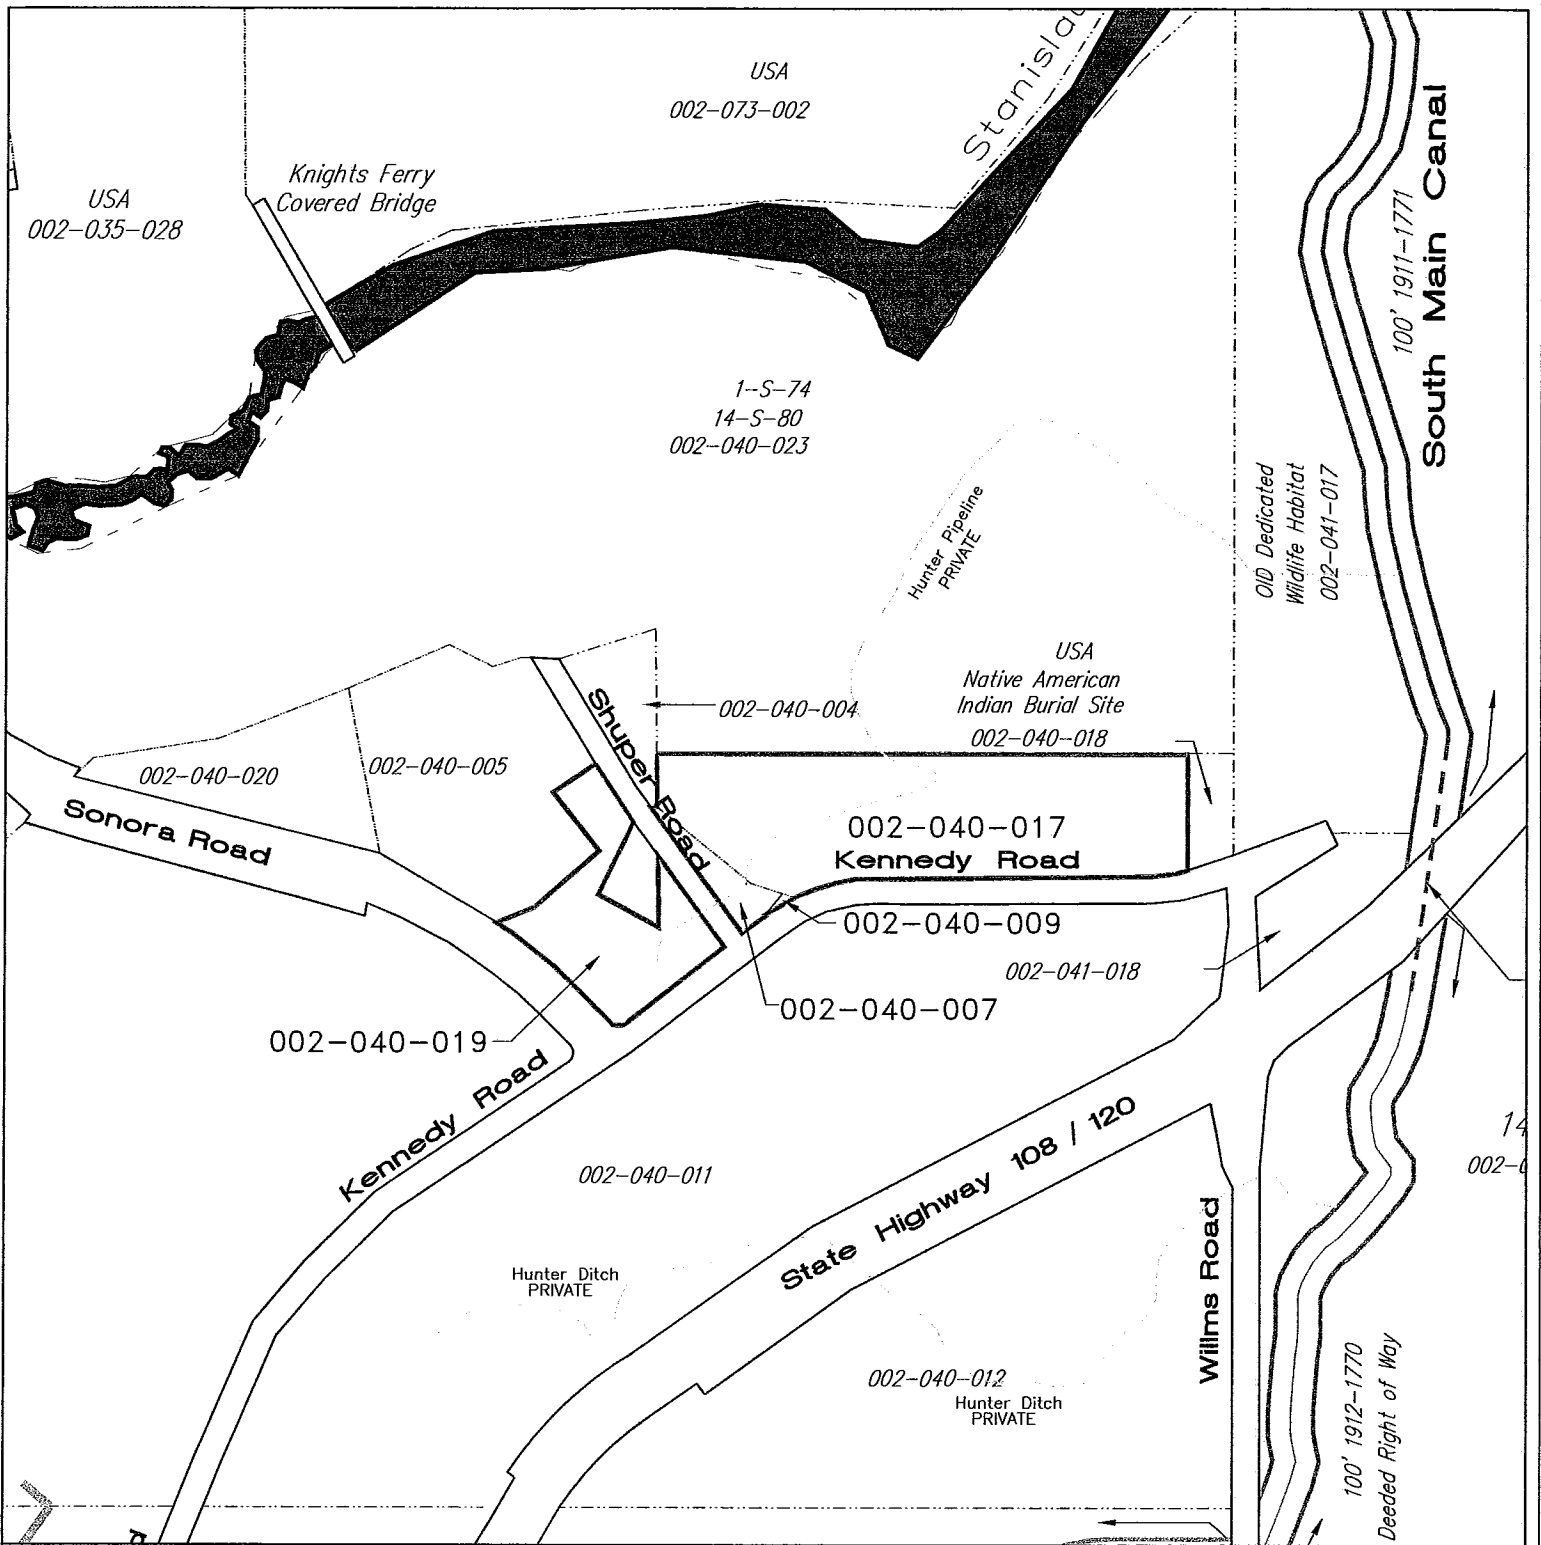 USA
002-073-002
Knights Ferry
Covered Bridge
USA
002-035-028
South Main Canal
100' 1911-1771
1-S-74
14-S-80
002-040-023
Hunter Pipeline
PRIVATE
OID Dedicated
Wildlife Habitat
002-041-017
USA
Native American
Indian Burial Site
002-040-018
002-040-004
Shuper Road
Road
002-040-020
002-040-005
Sonora Road
002-040-017
Kennedy Road
002-040-009
002-041-018
002-040-007
002-040-019
Kennedy Road
State Highway 108 / 120
002-040-011
14
Willms Road
Hunter Ditch
PRIVATE
002-040-012
Hunter Ditch
PRIVATE
100' 1912-1770
Deeded Right of Way